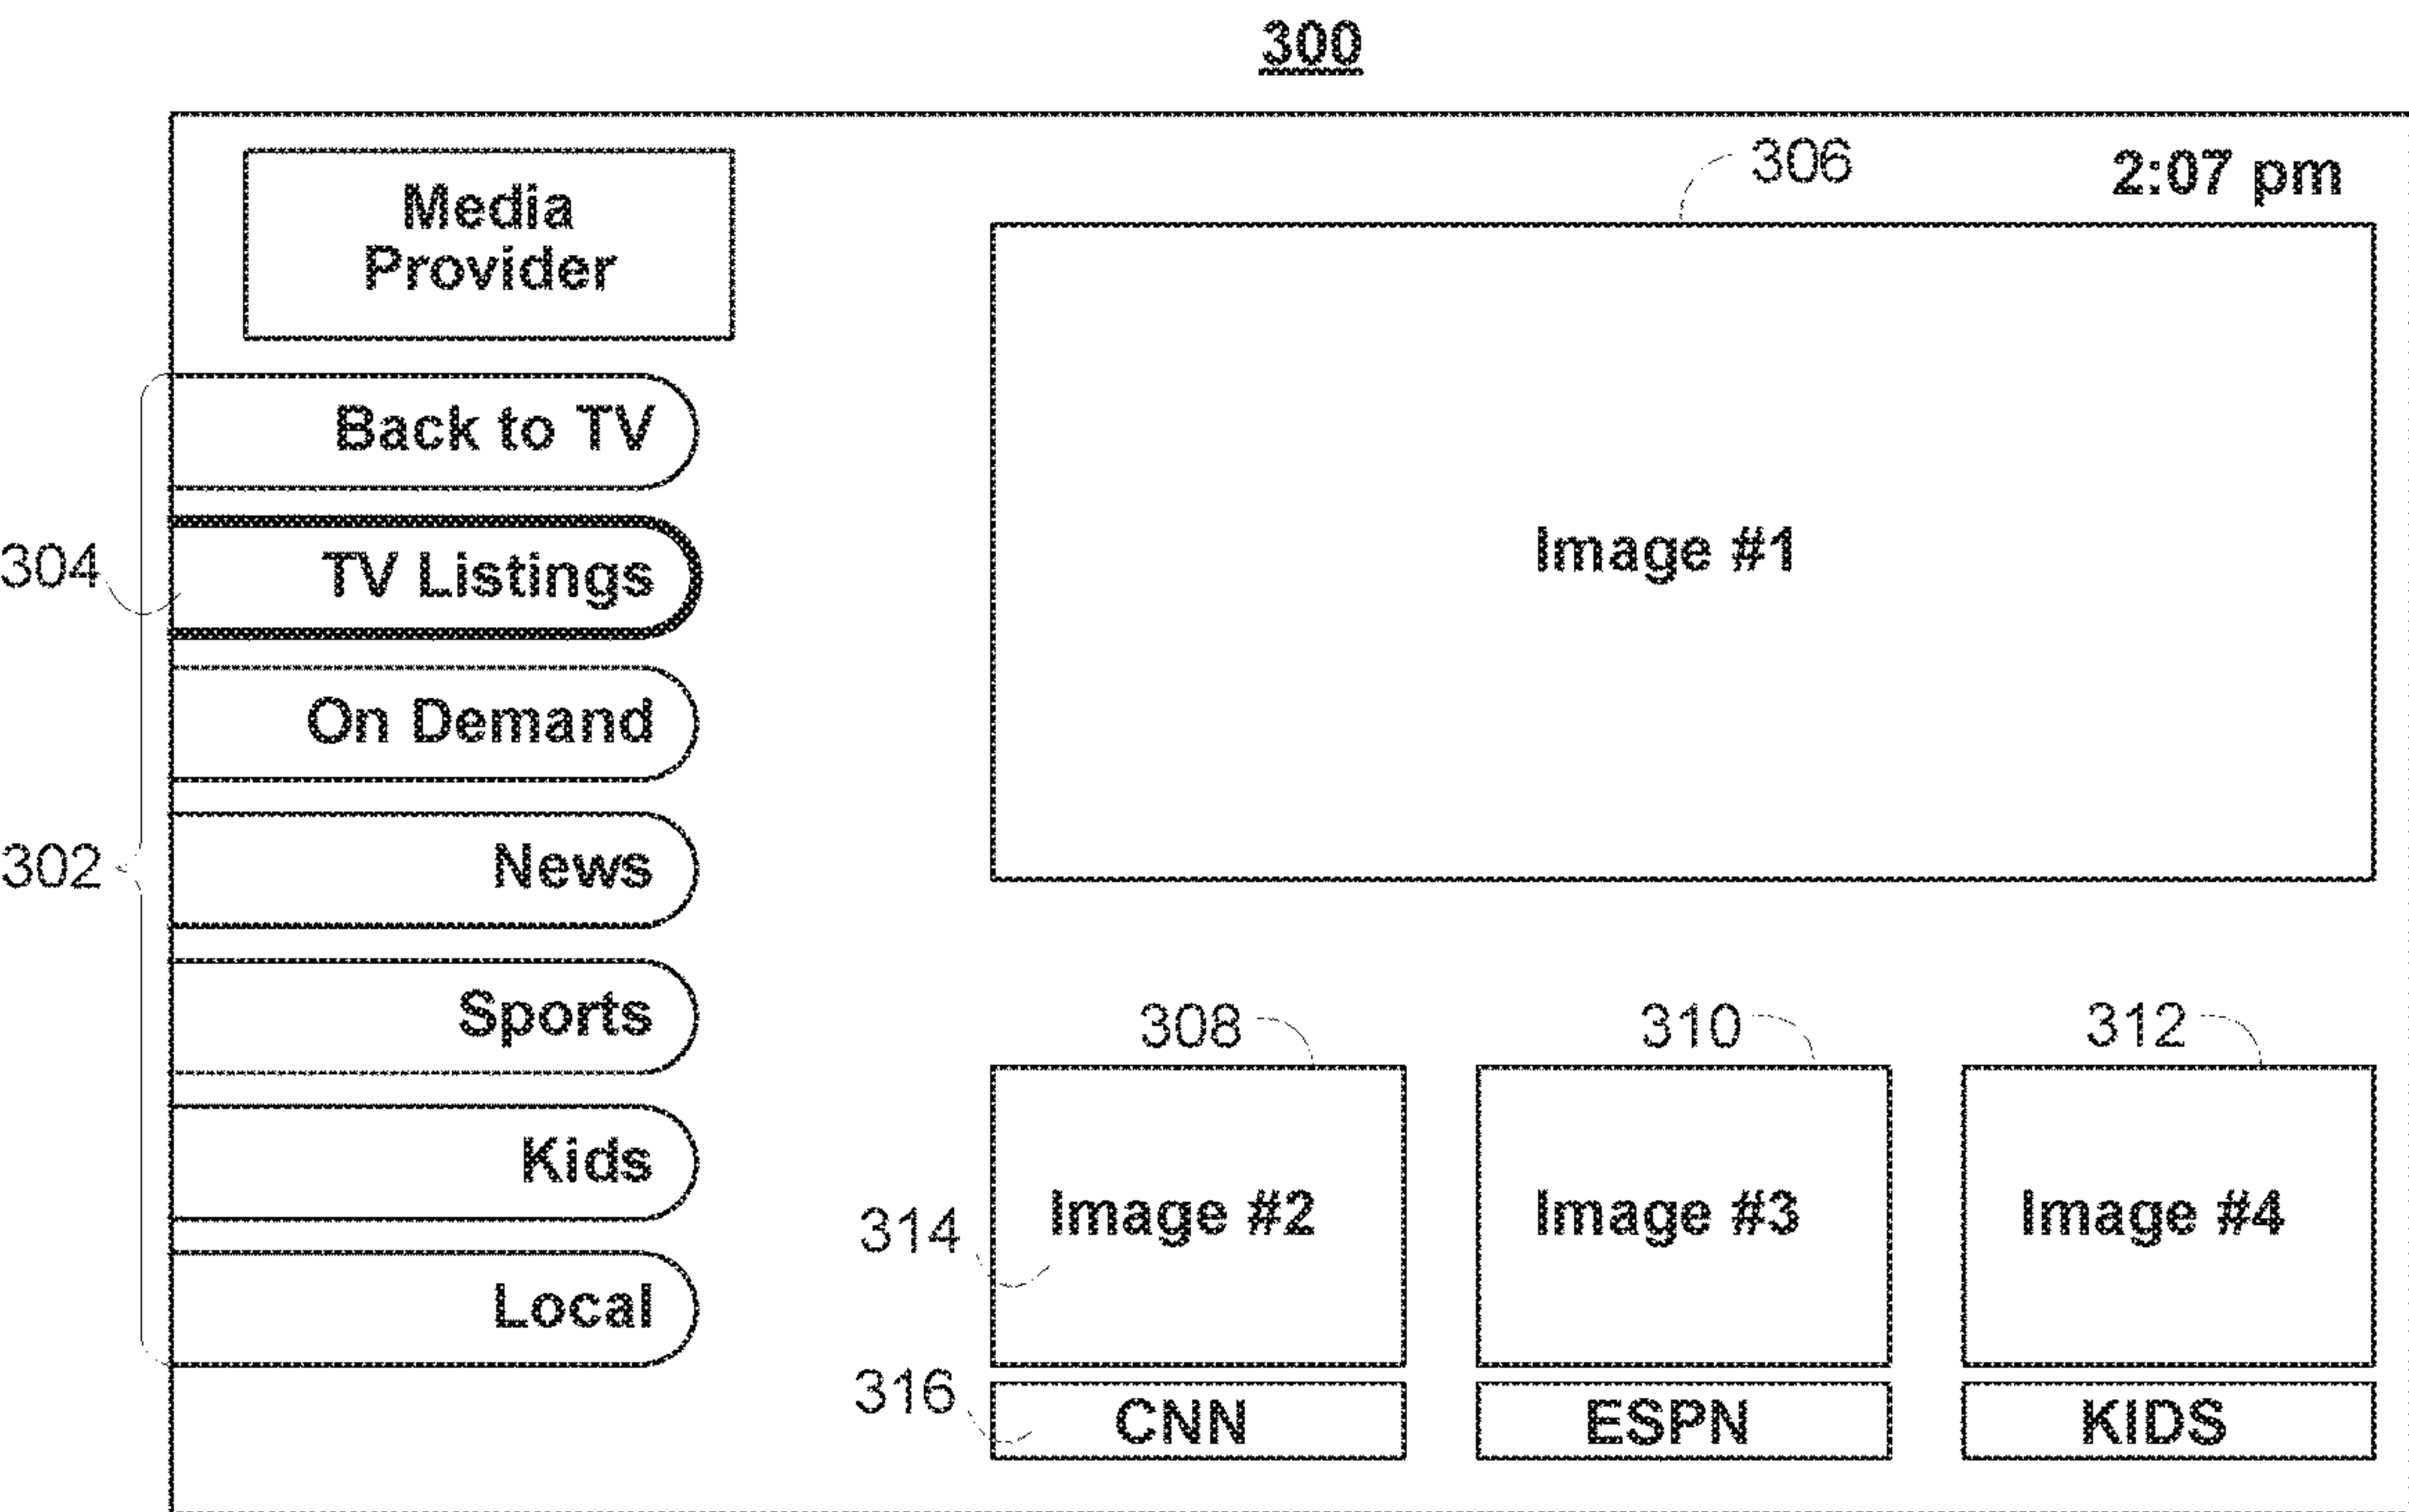 300
306
2:07 pm
Media
Provider
Back to TV
304
TV Listings
Image #1
On Demand
302
News
Sports
308
310
312
Kids
314
Image #2
Image #3
Image #4
Local
316
CNN
ESPN
KIDS